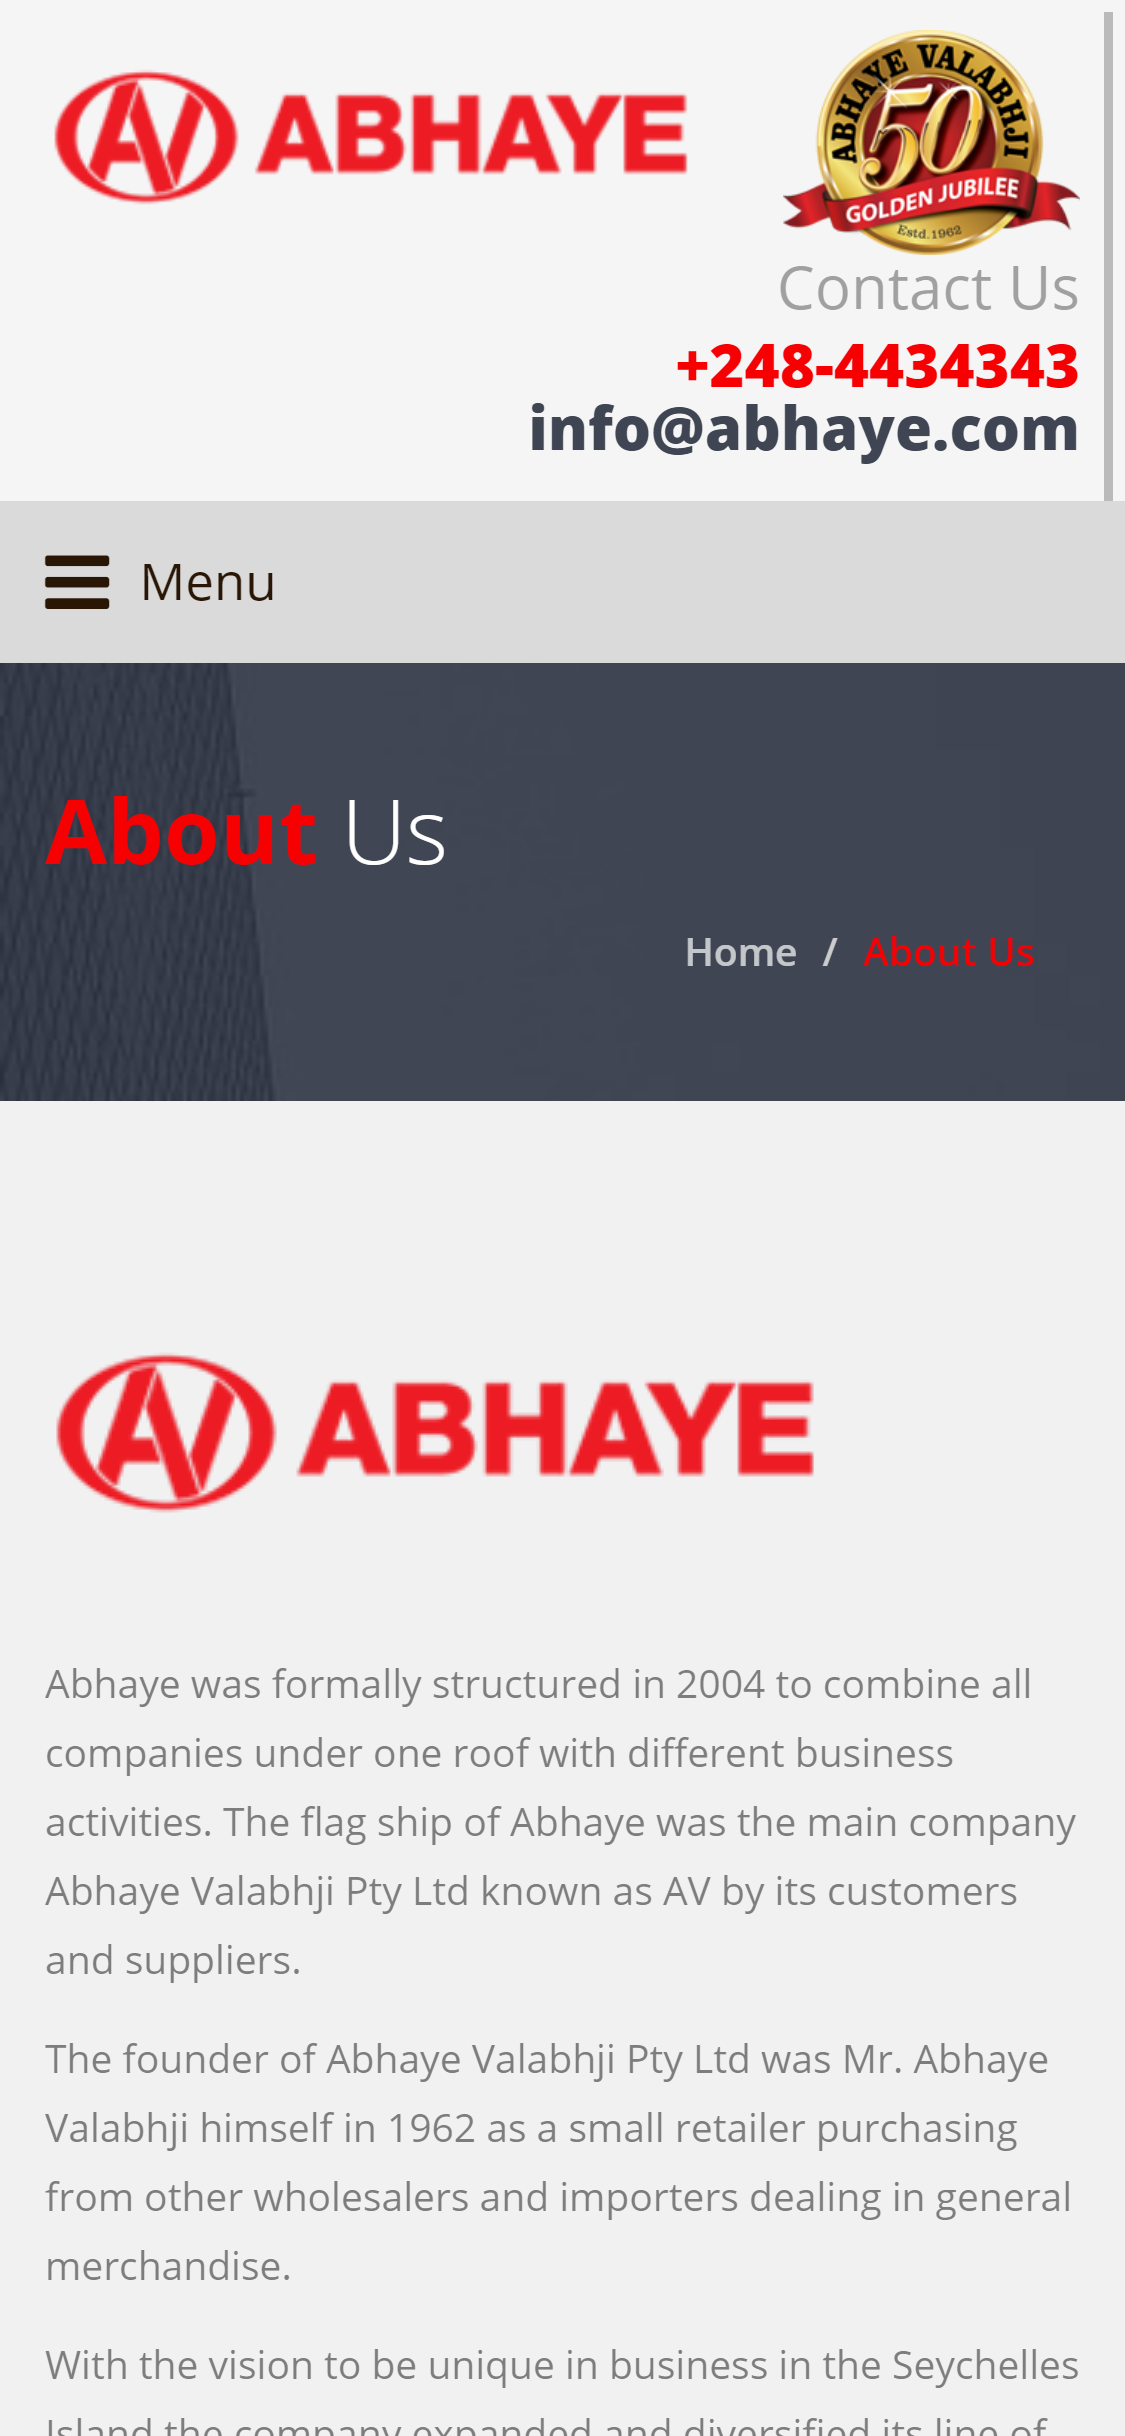 AV ABHAYE
ABHAYE VALABHJI
50
GOLDEN JUBILEE
Estd.1962
Contact Us
+248-4434343
info@abhaye.com
Menu
About Us
Home / About Us
AV ABHAYE
Abhaye was formally structured in 2004 to combine all
companies under one roof with different business
activities. The flag ship of Abhaye was the main company
Abhaye Valabhji Pty Ltd known as AV by its customers
and suppliers.
The founder of Abhaye Valabhji Pty Ltd was Mr. Abhaye
Valabhji himself in 1962 as a small retailer purchasing
from other wholesalers and importers dealing in general
merchandise.
With the vision to be unique in business in the Seychelles
Island the company expanded and diversified its line of